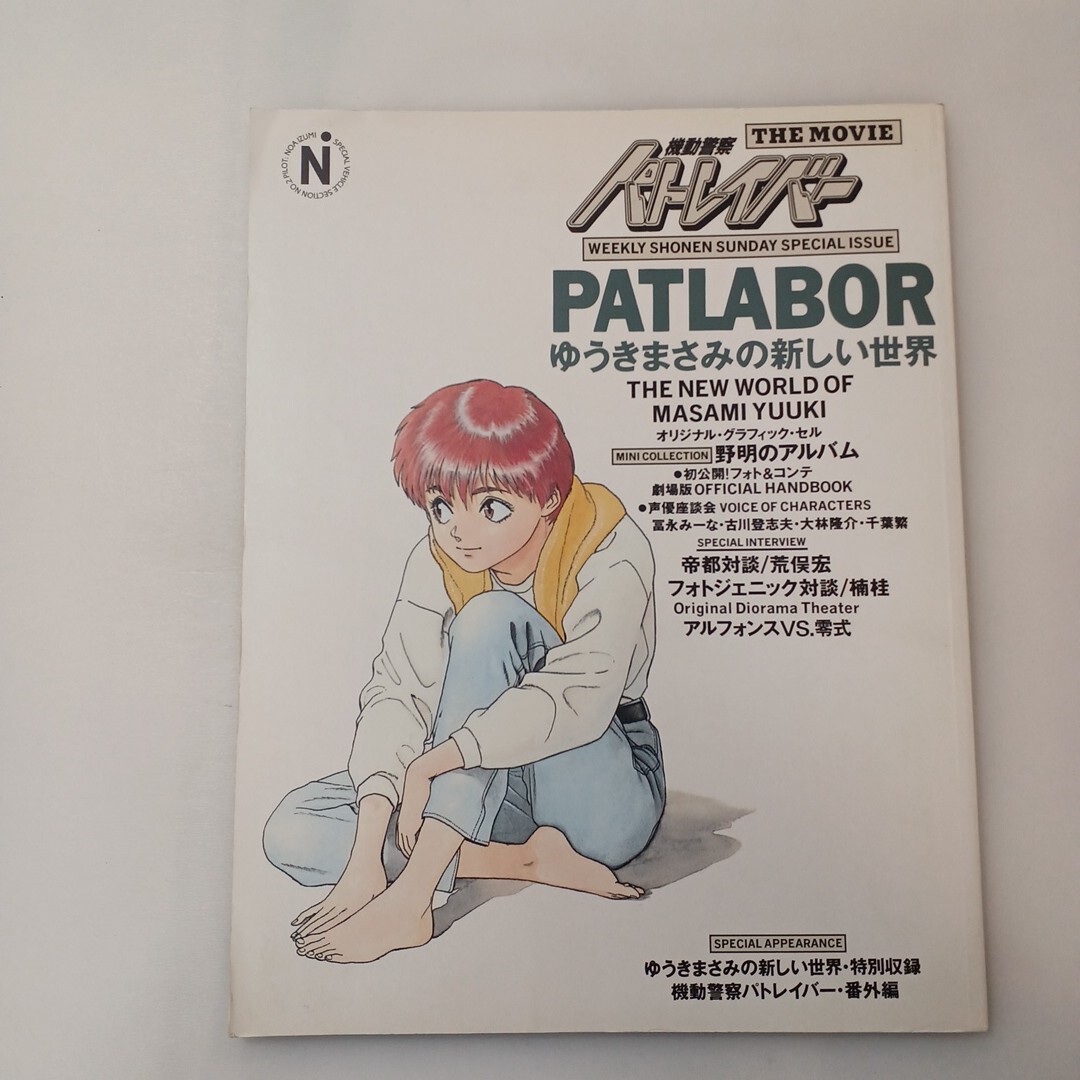 NOA IZUMI
SPECIAL VEHICLE SECTION NO.2 PILOT:
N
THE MOVIE
機動警察
パトレイバー
WEEKLY SHONEN SUNDAY SPECIAL ISSUE
PATLABOR
ゆうきまさみの新しい世界
THE NEW WORLD OF
MASAMI YUUKI
オリジナル・グラフィック・セル
MINI COLLECTION 野明のアルバム
●初公開!フォト&コンテ
劇場版OFFICIAL HANDBOOK
●声優座談会 VOICE OF CHARACTERS
冨永みーな・古川登志夫・大林隆介・千葉繁
SPECIAL INTERVIEW
帝都対談/荒俣宏
フォトジェニック対談/楠桂
Original Diorama Theater
アルフォンスVS.零式
SPECIAL APPEARANCE
ゆうきまさみの新しい世界・特別収録
機動警察パトレイバー・番外編